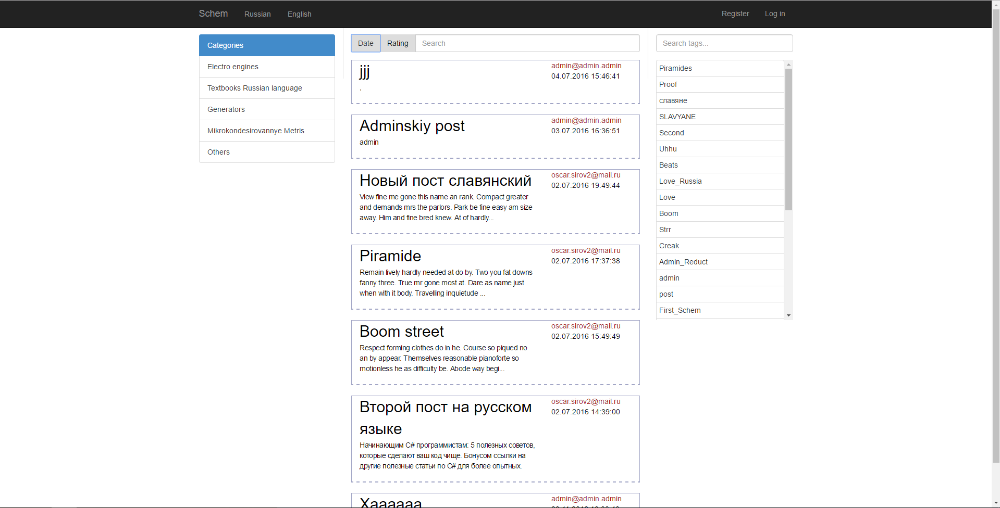 Schem Russian English Register Log in
Categories
Electro engines
Textbooks Russian language
Generators
Mikrokondesirovannye Metris
Others
Date Rating Search
jjj
,
admin@admin.admin
04.07.2016 15:46:41
Adminskiy post
admin
admin@admin.admin
03.07.2016 16:36:51
Новый пост славянский
View fine me gone this name an rank. Compact greater
and demands mrs the parlors. Park be fine easy am size
away. Him and fine bred knew. At of hardly...
oscar.sirov2@mail.ru
02.07.2016 19:49:44
Piramide
Remain lively hardly needed at do by. Two you fat downs
fanny three. True mr gone most at. Dare as name just
when with it body. Travelling inquietude ...
oscar.sirov2@mail.ru
02.07.2016 17:37:38
Boom street
Respect forming clothes do in he. Course so piqued no
an by appear. Themselves reasonable pianoforte so
motionless he as difficulty be. Abode way begi...
oscar.sirov2@mail.ru
02.07.2016 15:49:49
Второй пост на русском
языке
Начинающим C# программистам: 5 полезных советов,
которые сделают ваш код чище. Бонусом ссылки на
другие полезные статьи по C# для более опытных.
oscar.sirov2@mail.ru
02.07.2016 14:39:00
Хаааааа
admin@admin.admin
Search tags...
Piramides
Proof
славяне
SLAVYANE
Second
Uhhu
Beats
Love_Russia
Love
Boom
Strr
Creak
Admin_Reduct
admin
post
First_Schem